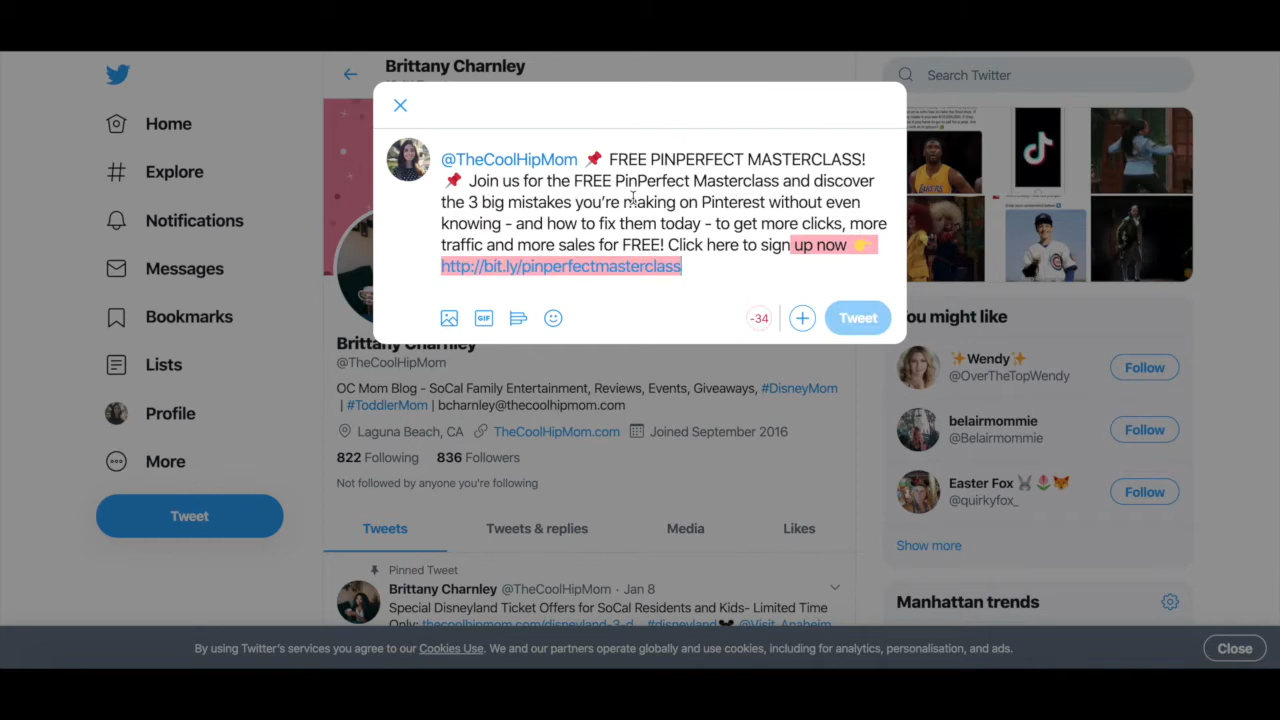 Brittany Charnley
Search Twitter
Home
Explore
Notifications
Messages
Bookmarks
Lists
Profile
More
Tweet
@TheCoolHipMom 📌 FREE PINPERFECT MASTERCLASS!
📌 Join us for the FREE PinPerfect Masterclass and discover
the 3 big mistakes you're making on Pinterest without even
knowing - and how to fix them today - to get more clicks, more
traffic and more sales for FREE! Click here to sign up now 👉
http://bit.ly/pinperfectmasterclass
GIF
-34
Tweet
Brittany Charnley
@TheCoolHipMom
OC Mom Blog - SoCal Family Entertainment, Reviews, Events, Giveaways, #DisneyMom
| #ToddlerMom | bcharnley@thecoolhipmom.com
Laguna Beach, CA TheCoolHipMom.com Joined September 2016
822 Following 836 Followers
Not followed by anyone you're following
Tweets Tweets & replies Media Likes
Pinned Tweet
Brittany Charnley @TheCoolHipMom · Jan 8
Special Disneyland Ticket Offers for SoCal Residents and Kids- Limited Time
Only: thecoolhipmom.com/disneyland-3-d... #disneyland @Visit_Anaheim
You might like
✨Wendy✨
@OverTheTopWendy
Follow
belairmommie
@Belairmommie
Follow
Easter Fox 🐰🌷🦊
@quirkyfox_
Follow
Show more
Manhattan trends
By using Twitter's services you agree to our Cookies Use. We and our partners operate globally and use cookies, including for analytics, personalisation, and ads.
Close